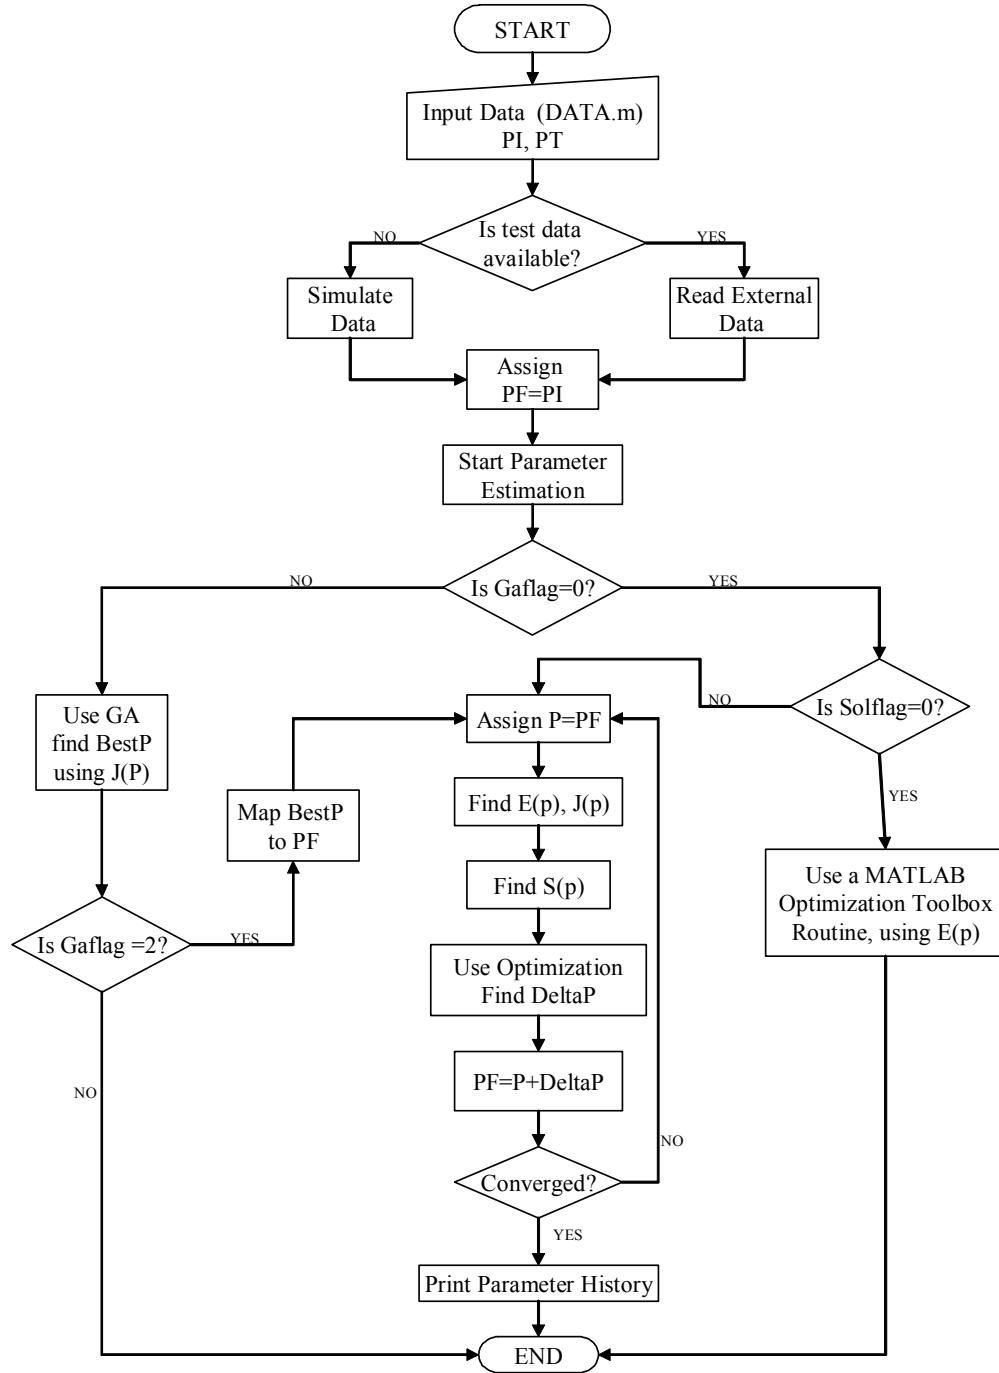 START
Input Data (DATA.m)
PI, PT
Is test data
available?
NO
YES
Simulate
Data
Read External
Data
Assign
PF=PI
Start Parameter
Estimation
Is Gaflag=0?
NO
YES
Is Solflag=0?
NO
YES
Use GA
find BestP
using J(P)
Assign P=PF
Map BestP
to PF
Find E(p), J(p)
Find S(p)
Use a MATLAB
Optimization Toolbox
Routine, using E(p)
Is Gaflag =2?
YES
NO
Use Optimization
Find DeltaP
PF=P+DeltaP
Converged?
NO
YES
Print Parameter History
END